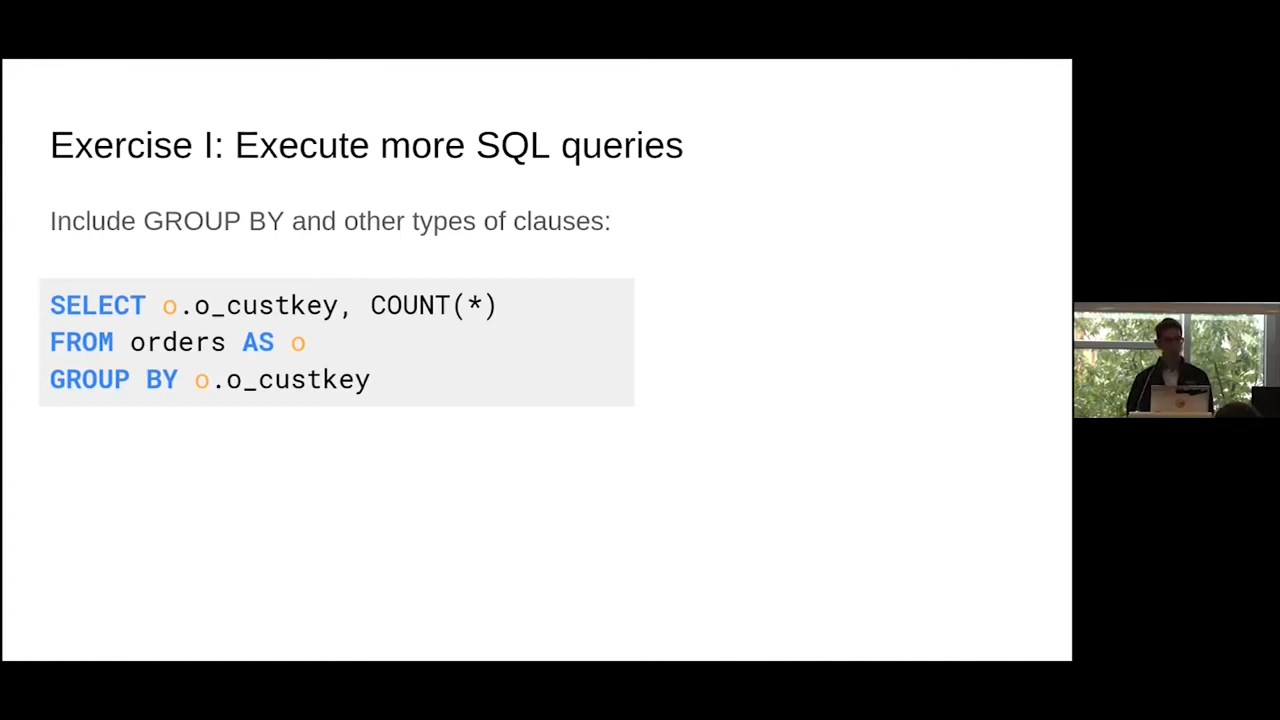 Exercise I: Execute more SQL queries
Include GROUP BY and other types of clauses:
SELECT o.o_custkey, COUNT(*)
FROM orders AS o
GROUP BY o.o_custkey